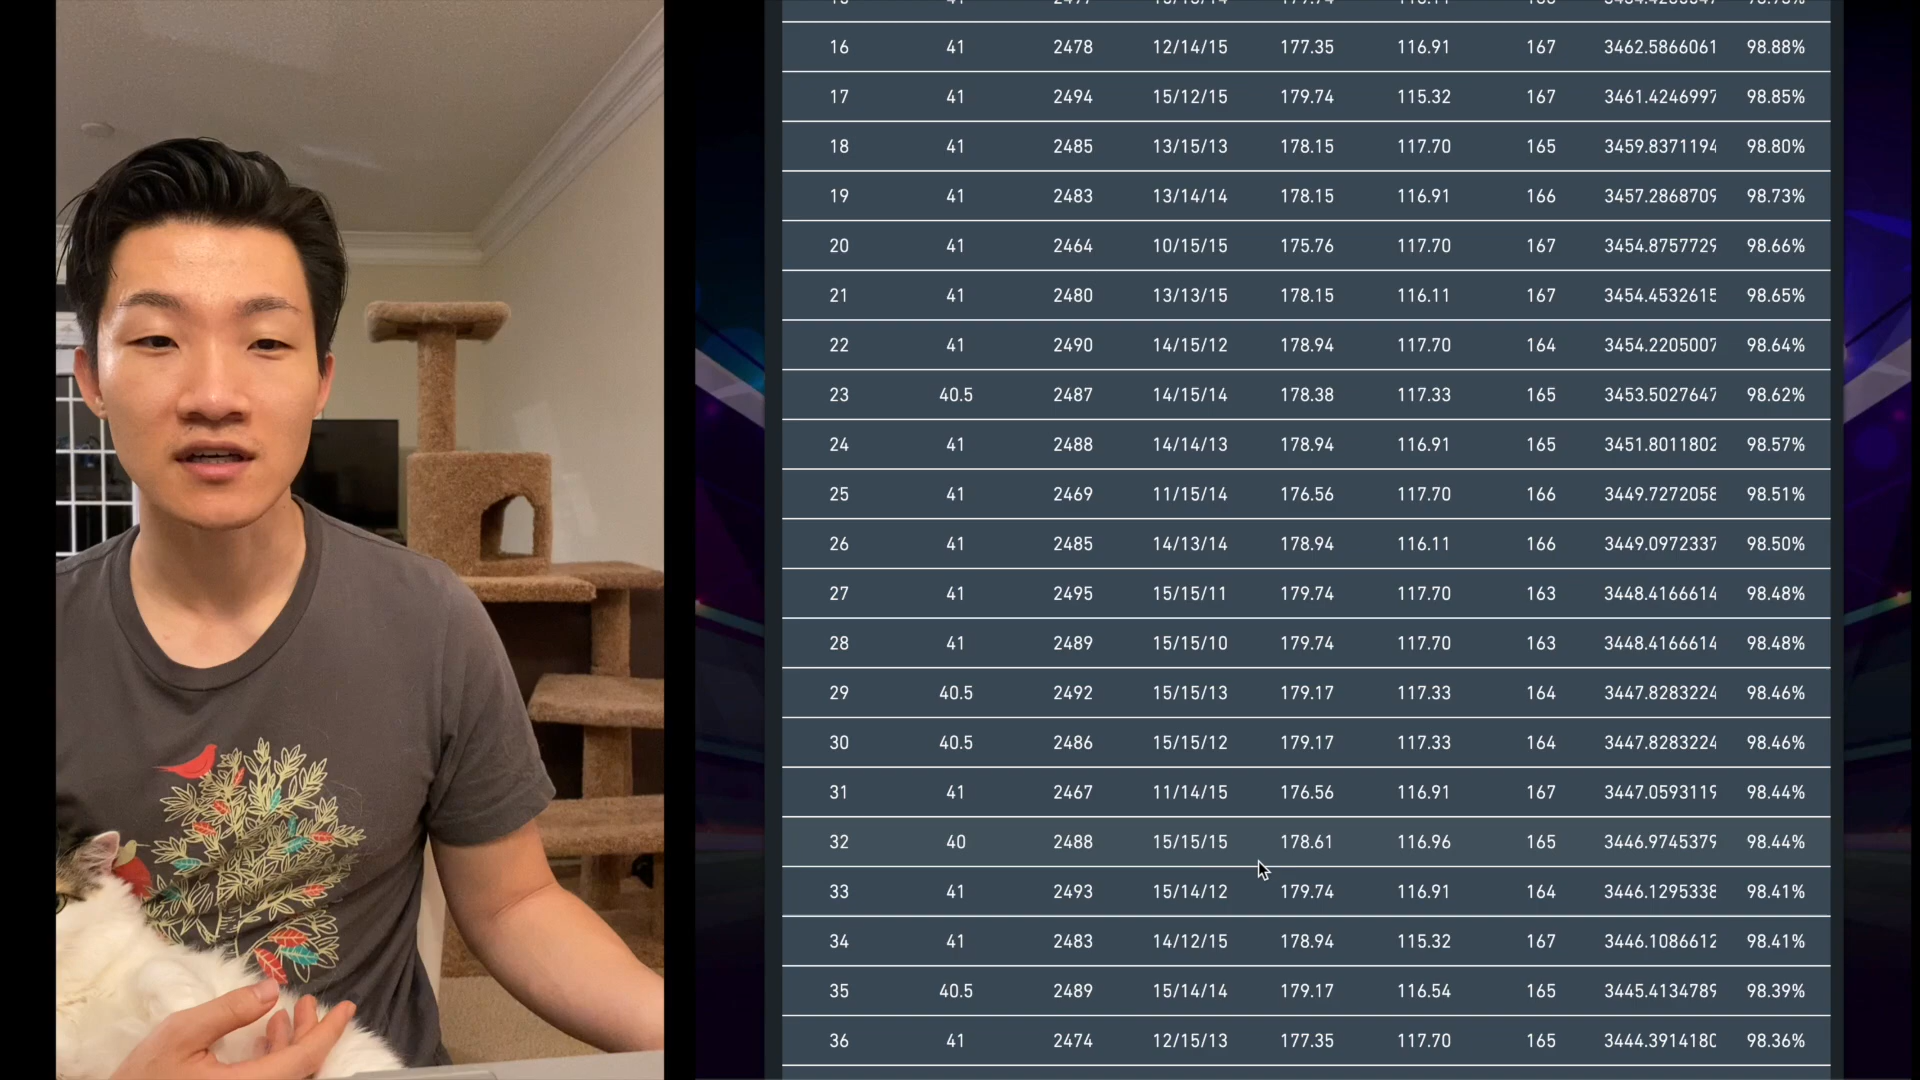 16 41 2478 12/14/15 177.35 116.91 167 3462.5866061 98.88%
17 41 2494 15/12/15 179.74 115.32 167 3461.4246997 98.85%
18 41 2485 13/15/13 178.15 117.70 165 3459.8371194 98.80%
19 41 2483 13/14/14 178.15 116.91 166 3457.2868709 98.73%
20 41 2464 10/15/15 175.76 117.70 167 3454.8757729 98.66%
21 41 2480 13/13/15 178.15 116.11 167 3454.4532615 98.65%
22 41 2490 14/15/12 178.94 117.70 164 3454.2205007 98.64%
23 40.5 2487 14/15/14 178.38 117.33 165 3453.5027647 98.62%
24 41 2488 14/14/13 178.94 116.91 165 3451.8011802 98.57%
25 41 2469 11/15/14 176.56 117.70 166 3449.7272058 98.51%
26 41 2485 14/13/14 178.94 116.11 166 3449.0972337 98.50%
27 41 2495 15/15/11 179.74 117.70 163 3448.4166614 98.48%
28 41 2489 15/15/10 179.74 117.70 163 3448.4166614 98.48%
29 40.5 2492 15/15/13 179.17 117.33 164 3447.8283224 98.46%
30 40.5 2486 15/15/12 179.17 117.33 164 3447.8283224 98.46%
31 41 2467 11/14/15 176.56 116.91 167 3447.0593119 98.44%
32 40 2488 15/15/15 178.61 116.96 165 3446.9745379 98.44%
33 41 2493 15/14/12 179.74 116.91 164 3446.1295338 98.41%
34 41 2483 14/12/15 178.94 115.32 167 3446.1086612 98.41%
35 40.5 2489 15/14/14 179.17 116.54 165 3445.4134789 98.39%
36 41 2474 12/15/13 177.35 117.70 165 3444.3914180 98.36%